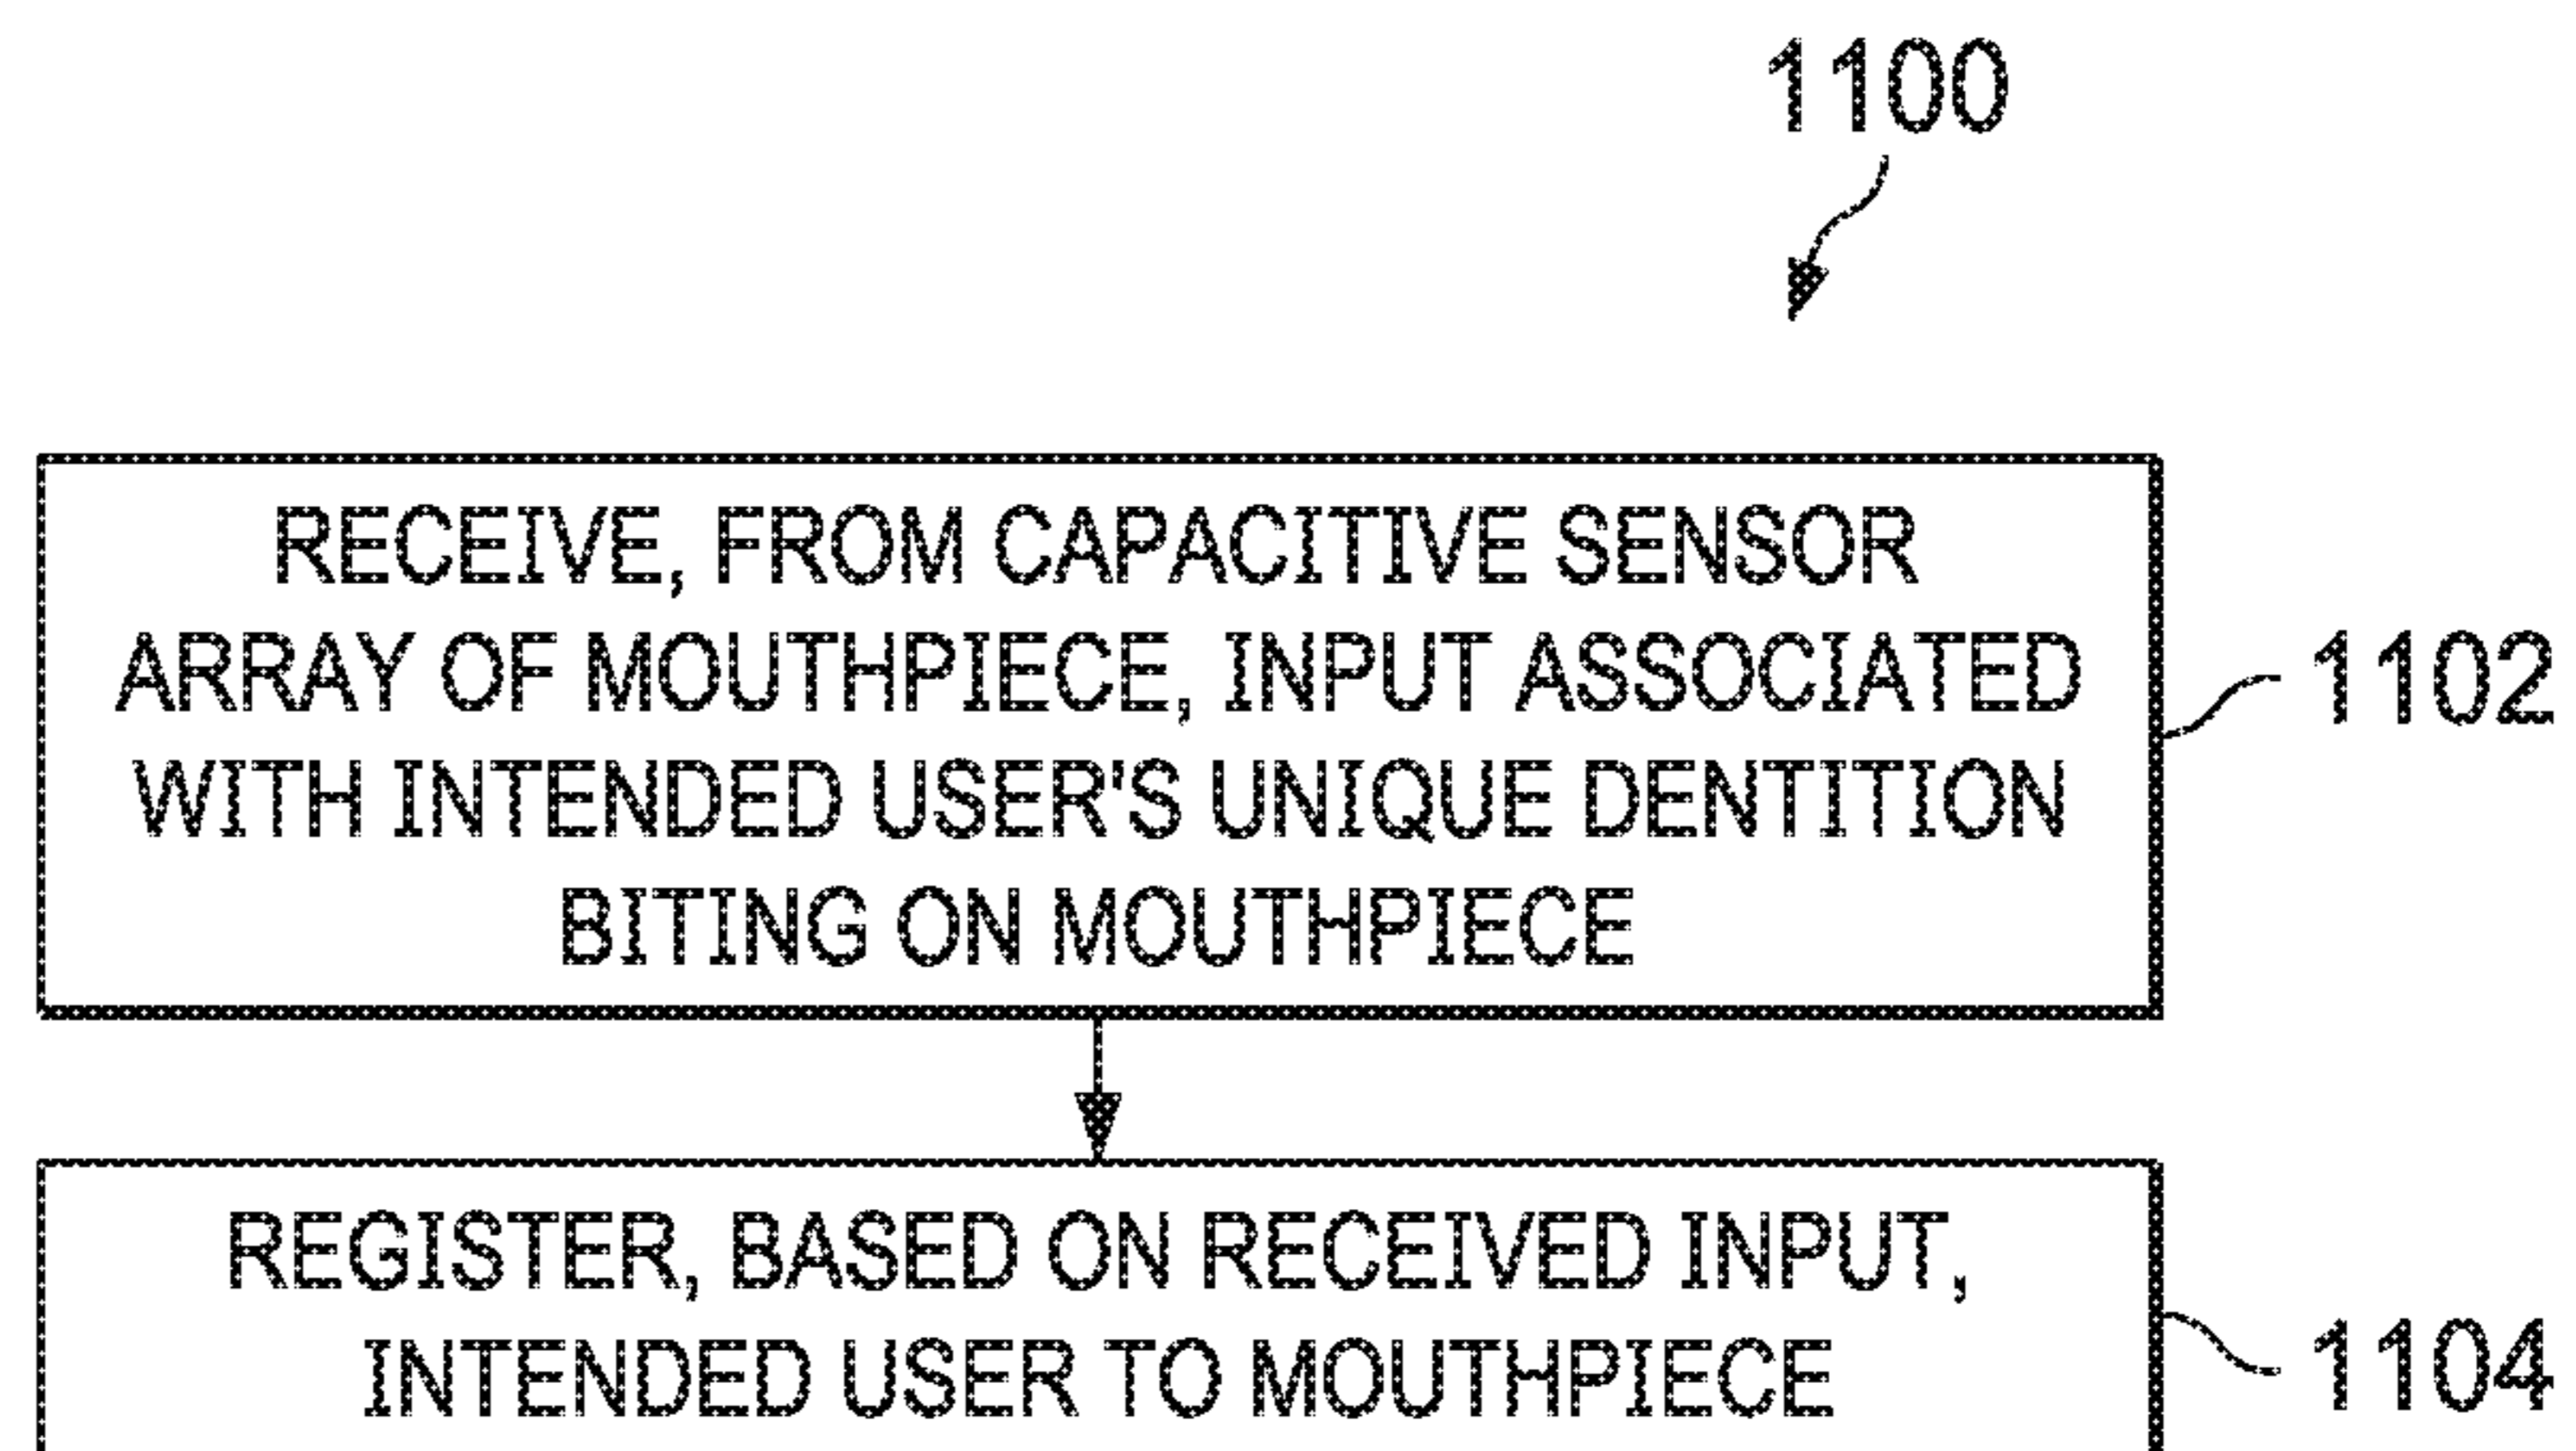 1100
RECEIVE, FROM CAPACITIVE SENSOR
ARRAY OF MOUTHPIECE, INPUT ASSOCIATED
WITH INTENDED USER'S UNIQUE DENTITION
BITING ON MOUTHPIECE
1102
REGISTER, BASED ON RECEIVED INPUT,
INTENDED USER TO MOUTHPIECE
1104